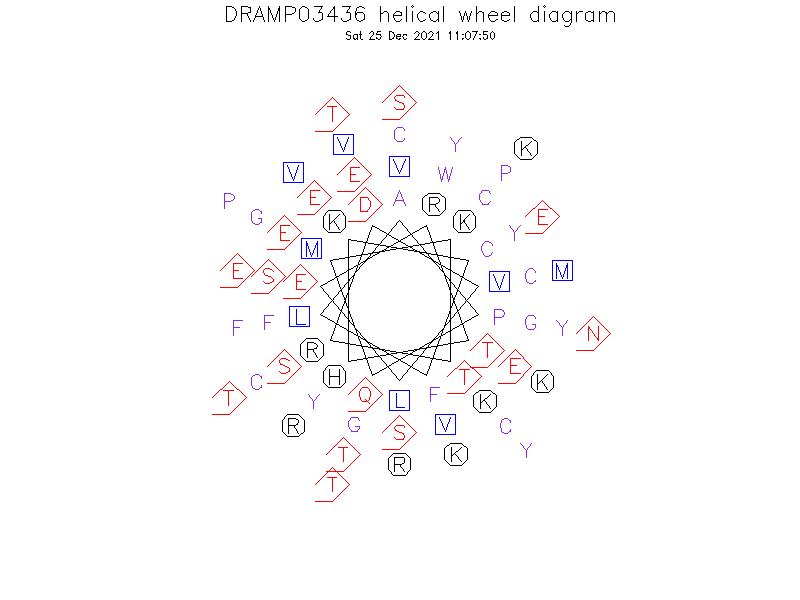 DRAMP03436 helical wheel diagram
Sat 25 Dec 2021 11:07:50
S
T
C
V Y K
V
V E W P
P E D A R C
G K K E
E Y
M C
E S E V C M
F F L P G Y N
R T
S H T E
T C K
Y Q L F K
R G V C
S
T K Y
R
T